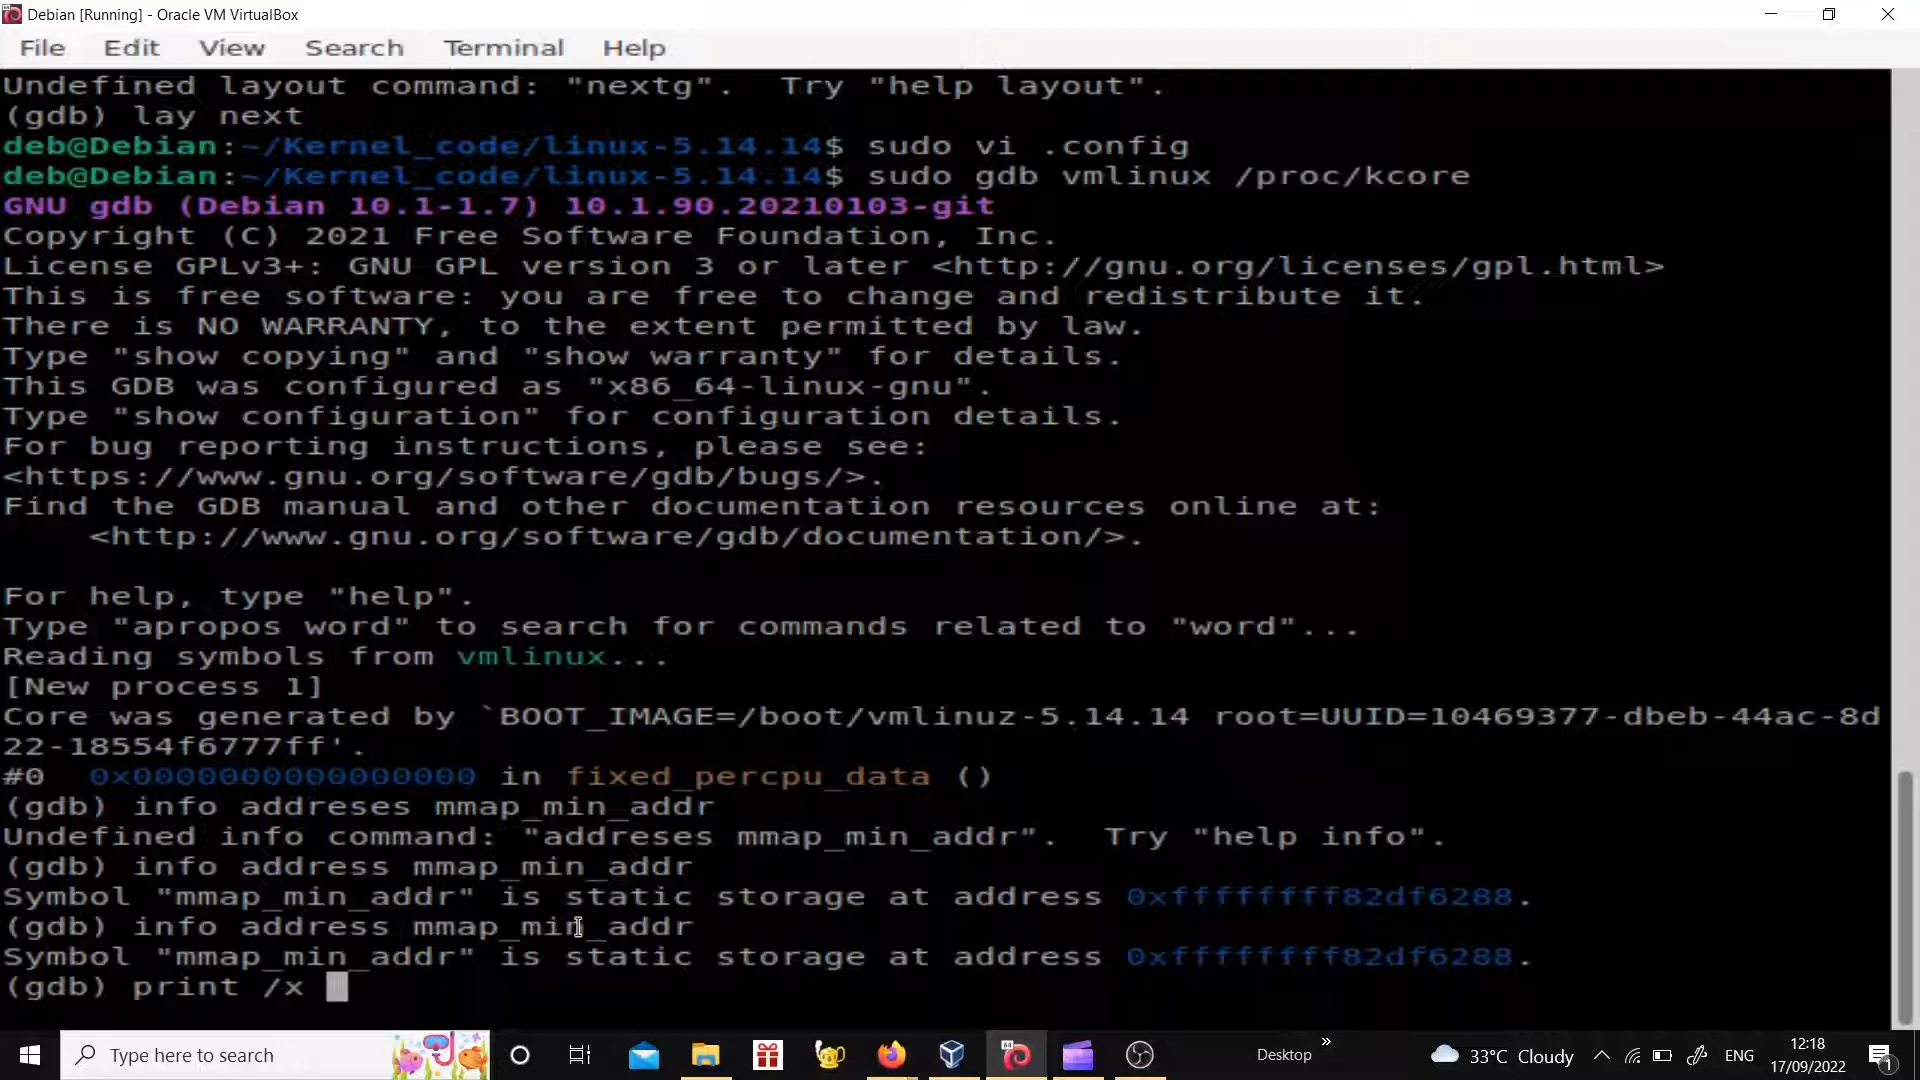 Debian [Running] - Oracle VM VirtualBox
File Edit View Search Terminal Help
Undefined layout command: "nextg".  Try "help layout".
(gdb) lay next
deb@Debian:~/Kernel_code/linux-5.14.14$ sudo vi .config
deb@Debian:~/Kernel_code/linux-5.14.14$ sudo gdb vmlinux /proc/kcore
GNU gdb (Debian 10.1-1.7) 10.1.90.20210103-git
Copyright (C) 2021 Free Software Foundation, Inc.
License GPLv3+: GNU GPL version 3 or later <http://gnu.org/licenses/gpl.html>
This is free software: you are free to change and redistribute it.
There is NO WARRANTY, to the extent permitted by law.
Type "show copying" and "show warranty" for details.
This GDB was configured as "x86_64-linux-gnu".
Type "show configuration" for configuration details.
For bug reporting instructions, please see:
<https://www.gnu.org/software/gdb/bugs/>.
Find the GDB manual and other documentation resources online at:
    <http://www.gnu.org/software/gdb/documentation/>.
For help, type "help".
Type "apropos word" to search for commands related to "word"...
Reading symbols from vmlinux...
[New process 1]
Core was generated by `BOOT_IMAGE=/boot/vmlinuz-5.14.14 root=UUID=10469377-dbeb-44ac-8d
22-18554f6777ff'.
#0  0x0000000000000000 in fixed_percpu_data ()
(gdb) info addreses mmap_min_addr
Undefined info command: "addreses mmap_min_addr".  Try "help info".
(gdb) info address mmap_min_addr
Symbol "mmap_min_addr" is static storage at address 0xffffffff82df6288.
(gdb) info address mmap_min_addr
Symbol "mmap_min_addr" is static storage at address 0xffffffff82df6288.
(gdb) print /x
Type here to search
64
Desktop
»
33°C Cloudy
ENG
12:18
17/09/2022
1